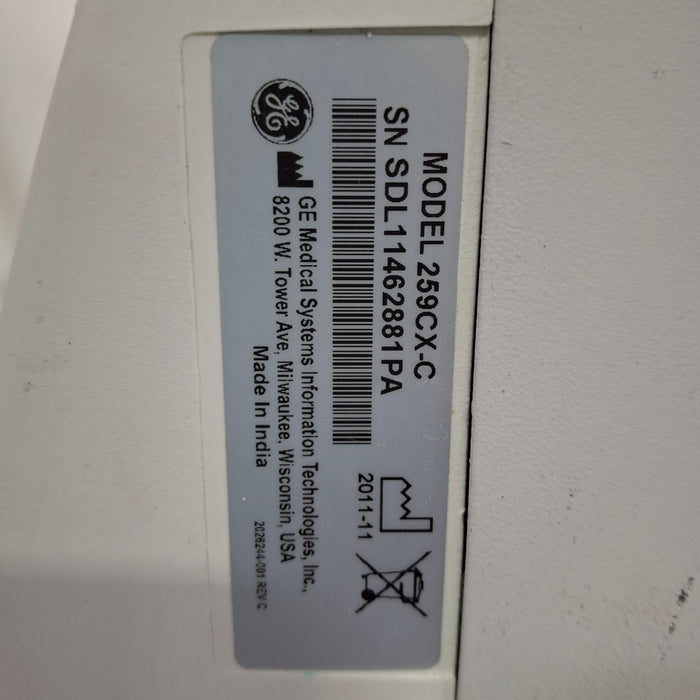 MODEL 259CX-C
SN SDL11462881PA
2011-11
GE
GE Medical Systems Information Technologies, Inc.,
8200 W. Tower Ave, Milwaukee, Wisconsin, USA
Made In India
2026244-001 REV C